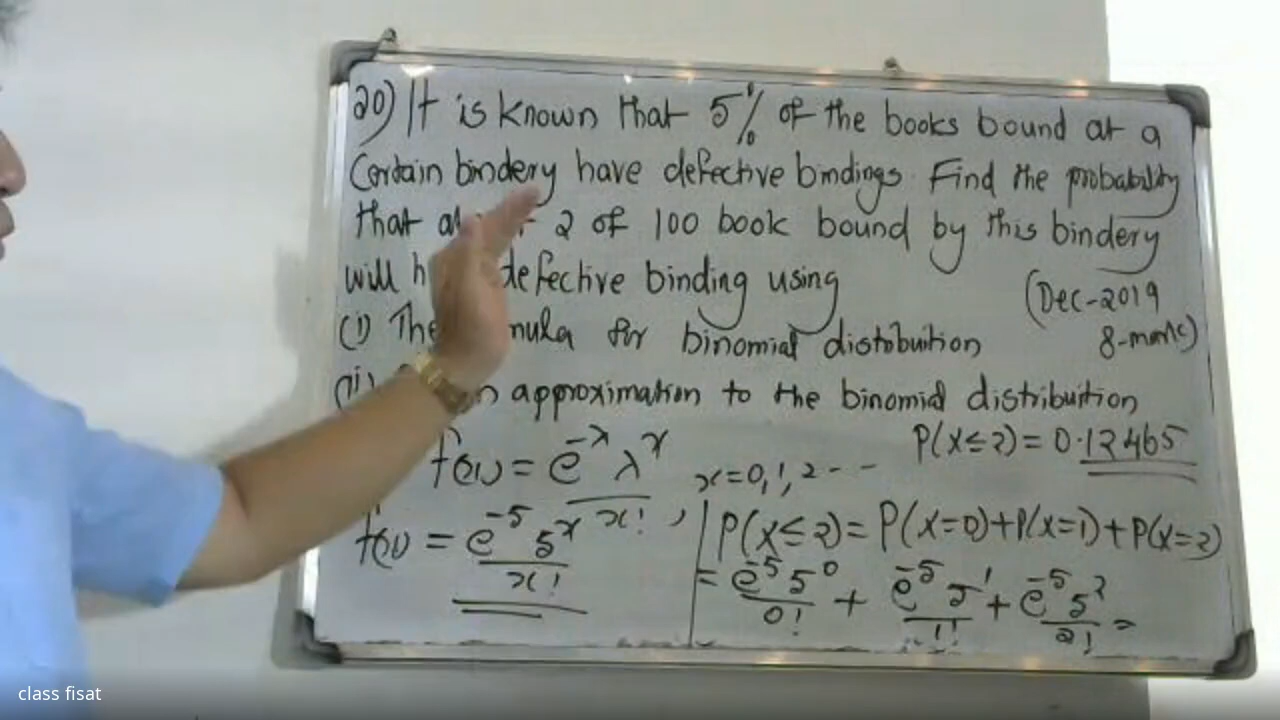 20) It is known that 5% of the books bound at a
Certain bindery have defective bindings. Find the probability
that 2 of 100 book bound by this bindery
will defective binding using
(Dec-2019
(i) The for binomial distribution
8-mark)
(ii) approximation to the binomial distribuition
P(X≤2) = 0.12465
f(x) = e^-λ λ^x / x! , x=0,1,2---
f(x) = e^-5 5^x / x!
P(X≤2) = P(X=0)+P(X=1)+P(X=2)
= e^-5 5^0 / 0! + e^-5 5^1 / 1! + e^-5 5^2 / 2! =
class fisat